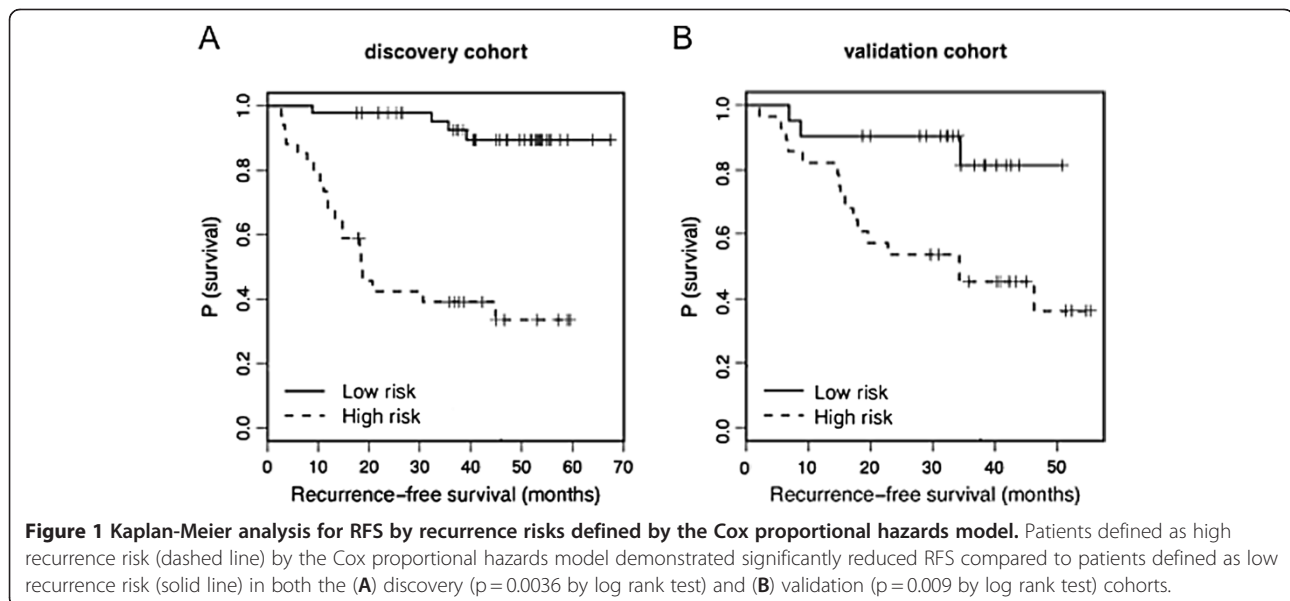 A
discovery cohort
P (survival)
1.0
0.8
0.6
0.4
0.2
0.0
Low risk
High risk
0 10 20 30 40 50 60 70
Recurrence-free survival (months)
B
validation cohort
P (survival)
1.0
0.8
0.6
0.4
0.2
0.0
Low risk
High risk
0 10 20 30 40 50
Recurrence-free survival (months)
Figure 1 Kaplan-Meier analysis for RFS by recurrence risks defined by the Cox proportional hazards model. Patients defined as high
recurrence risk (dashed line) by the Cox proportional hazards model demonstrated significantly reduced RFS compared to patients defined as low
recurrence risk (solid line) in both the (A) discovery (p = 0.0036 by log rank test) and (B) validation (p = 0.009 by log rank test) cohorts.